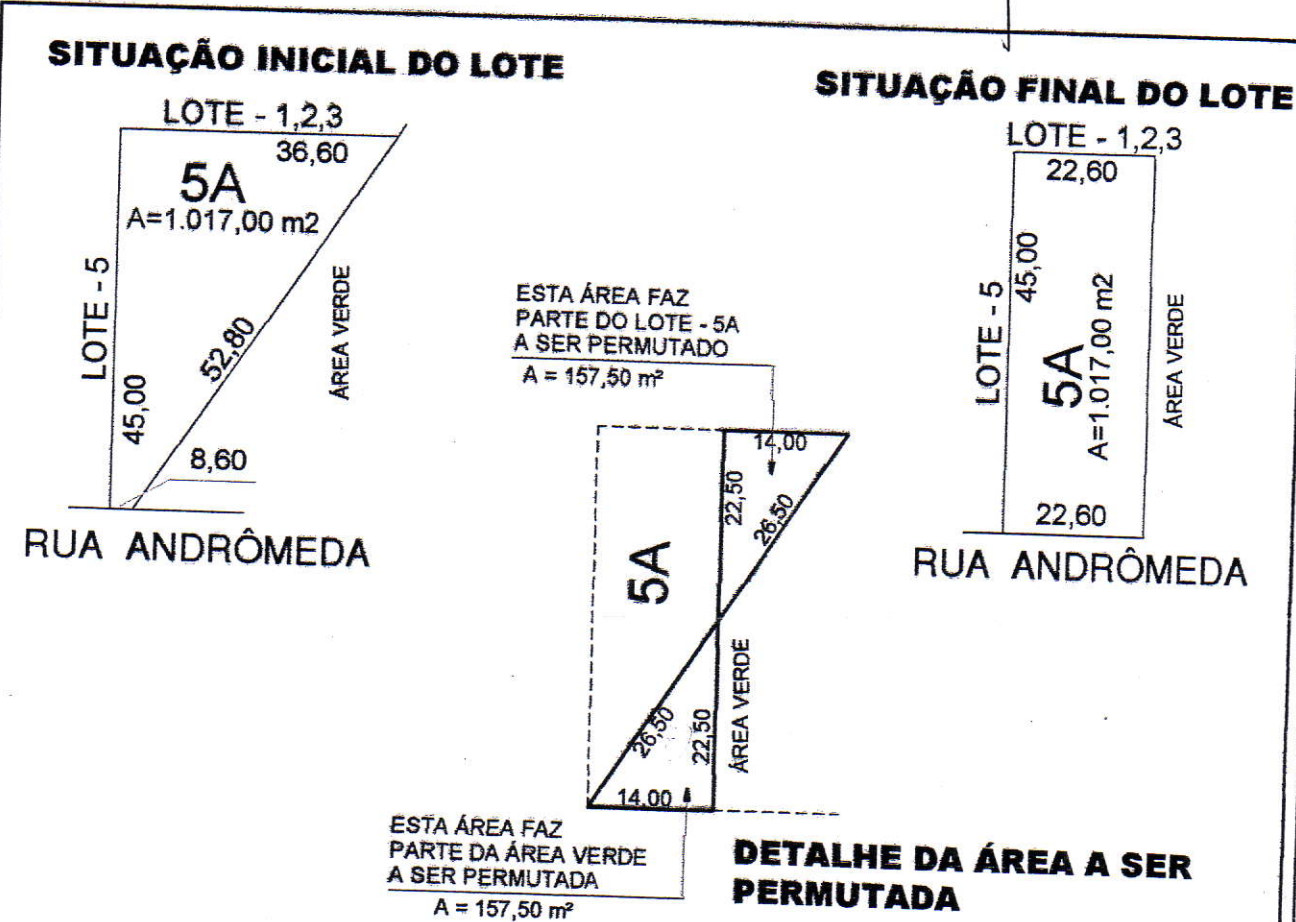 SITUAÇÃO INICIAL DO LOTE
LOTE - 1,2,3
36,60
5A
A=1.017,00 m2
LOTE - 5
45,00
52,80
ÁREA VERDE
8,60
RUA ANDRÔMEDA
SITUAÇÃO FINAL DO LOTE
LOTE - 1,2,3
22,60
LOTE - 5
45,00
5A
A=1.017,00 m2
ÁREA VERDE
22,60
RUA ANDRÔMEDA
ESTA ÁREA FAZ
PARTE DO LOTE - 5A
A SER PERMUTADO
A = 157,50 m²
14,00
22,50
26,50
5A
26,50
22,50
ÁREA VERDE
14,00
ESTA ÁREA FAZ
PARTE DA ÁREA VERDE
A SER PERMUTADA
A = 157,50 m²
DETALHE DA ÁREA A SER
PERMUTADA